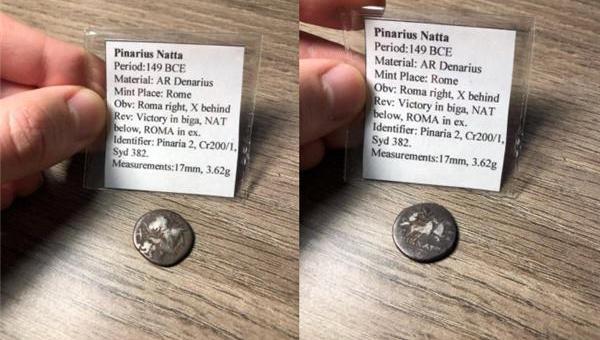 Pinarius Natta
Period:149 BCE
Material: AR Denarius
Mint Place: Rome
Obv: Roma right, X behind
Rev: Victory in biga, NAT
below, ROMA in ex.
Identifier: Pinaria 2, Cr200/1,
Syd 382.
Measurements:17mm, 3.62g
Pinarius Natta
Period:149 BCE
Material: AR Denarius
Mint Place: Rome
Obv: Roma right, X behind
Rev: Victory in biga, NAT
below, ROMA in ex.
Identifier: Pinaria 2, Cr200/1,
Syd 382.
Measurements:17mm, 3.62g